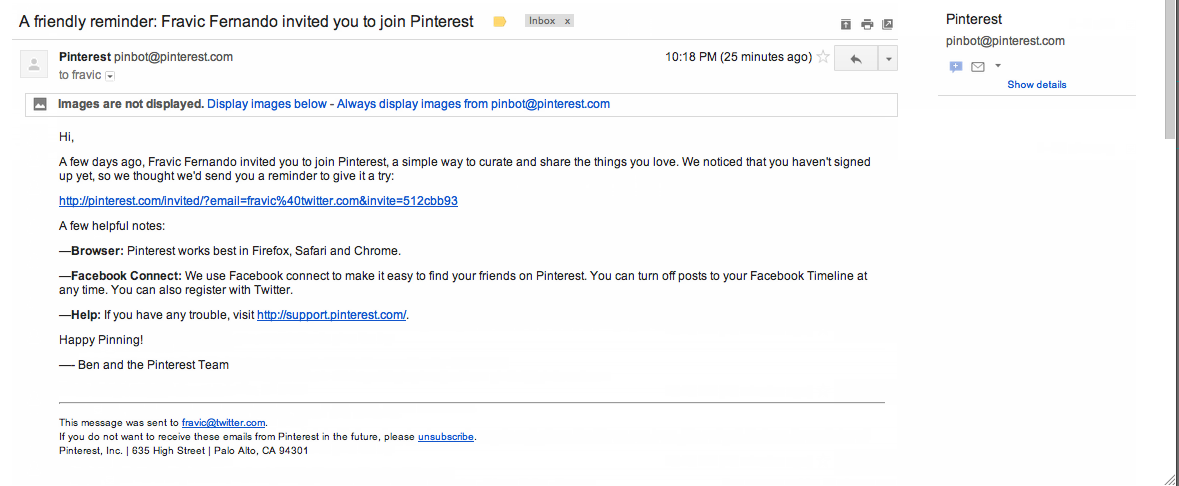 A friendly reminder: Fravic Fernando invited you to join Pinterest
Inbox x
Pinterest pinbot@pinterest.com
10:18 PM (25 minutes ago)
to fravic
Images are not displayed. Display images below - Always display images from pinbot@pinterest.com
Hi,
A few days ago, Fravic Fernando invited you to join Pinterest, a simple way to curate and share the things you love. We noticed that you haven't signed
up yet, so we thought we'd send you a reminder to give it a try:
http://pinterest.com/invited/?email=fravic%40twitter.com&invite=512cbb93
A few helpful notes:
—Browser: Pinterest works best in Firefox, Safari and Chrome.
—Facebook Connect: We use Facebook connect to make it easy to find your friends on Pinterest. You can turn off posts to your Facebook Timeline at
any time. You can also register with Twitter.
—Help: If you have any trouble, visit http://support.pinterest.com/.
Happy Pinning!
—- Ben and the Pinterest Team
This message was sent to fravic@twitter.com.
If you do not want to receive these emails from Pinterest in the future, please unsubscribe.
Pinterest, Inc. | 635 High Street | Palo Alto, CA 94301
Pinterest
pinbot@pinterest.com
Show details